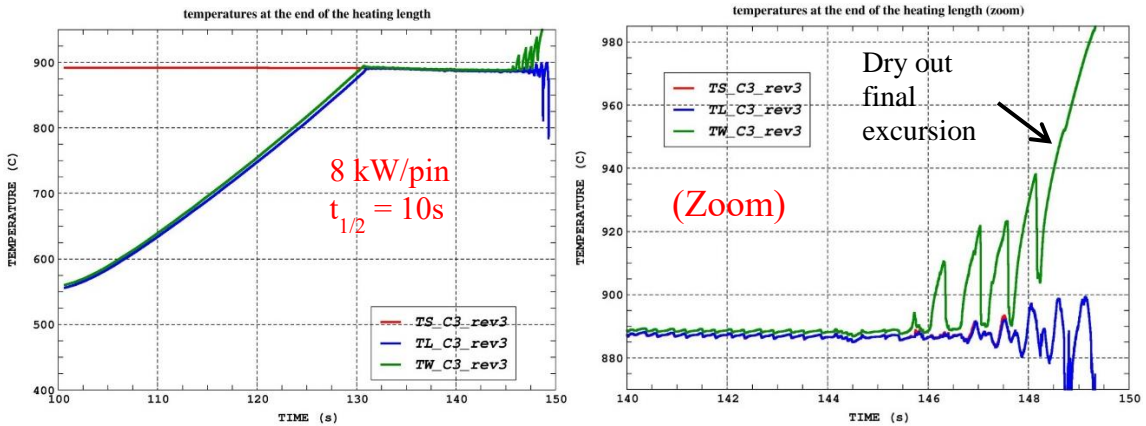 temperatures at the end of the heating length
TEMPERATURE (C)
950
900
800
700
600
500
400
8 kW/pin
t1/2 = 10s
TS_C3_rev3
TL_C3_rev3
TW_C3_rev3
100 110 120 130 140 150
TIME (s)
temperatures at the end of the heating length (zoom)
TEMPERATURE (C)
980
960
940
920
900
880
TS_C3_rev3
TL_C3_rev3
TW_C3_rev3
Dry out
final
excursion
(Zoom)
140 142 144 146 148 150
TIME (s)